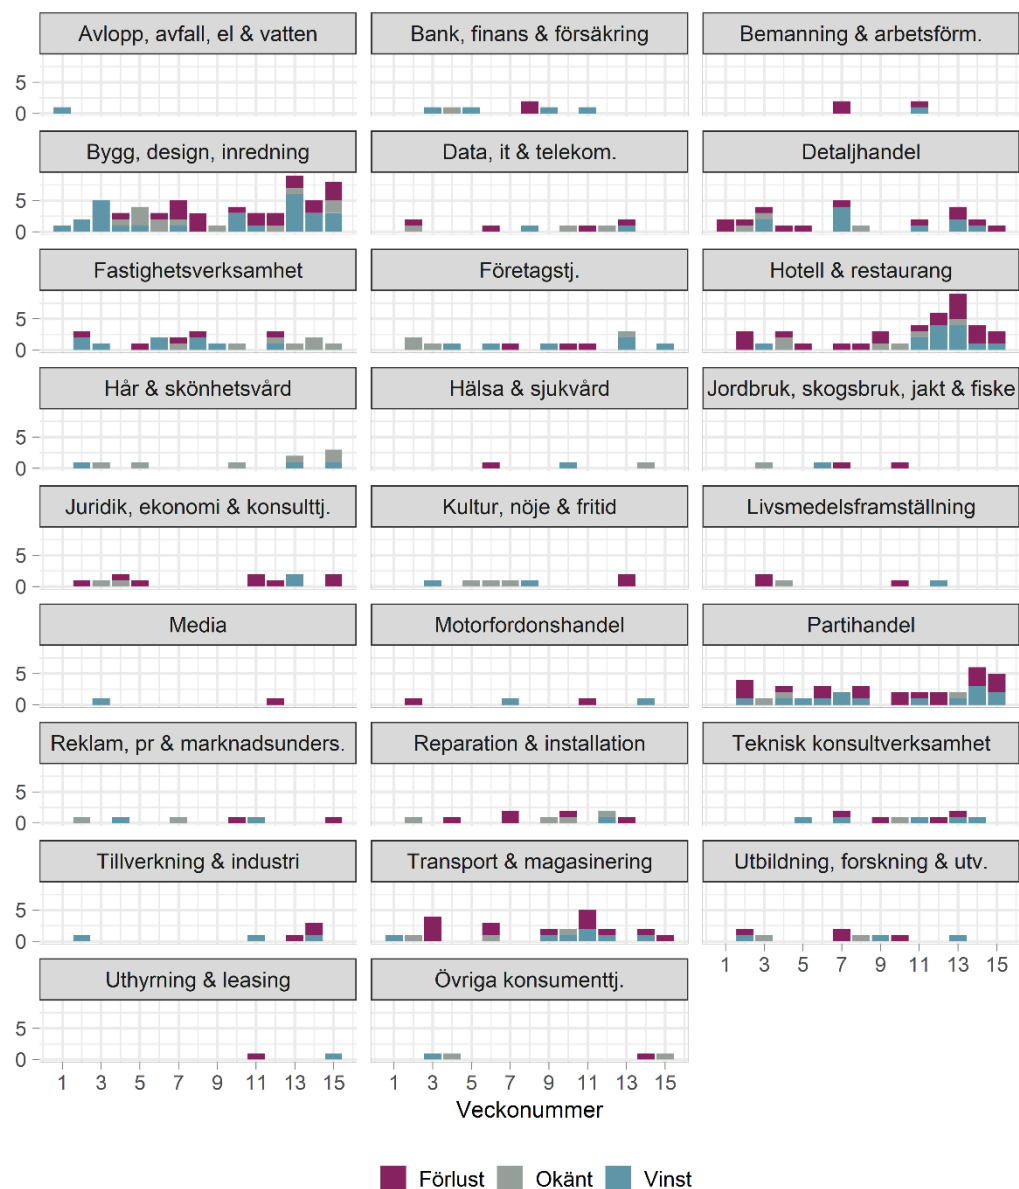 Avlopp, avfall, el & vatten
Bank, finans & försäkring
Bemanning & arbetsförm.
5
0
Bygg, design, inredning
Data, it & telekom.
Detaljhandel
5
0
Fastighetsverksamhet
Företagstj.
Hotell & restaurang
5
0
Hår & skönhetsvård
Hälsa & sjukvård
Jordbruk, skogsbruk, jakt & fiske
5
0
Juridik, ekonomi & konsulttj.
Kultur, nöje & fritid
Livsmedelsframställning
5
0
Media
Motorfordonshandel
Partihandel
5
0
Reklam, pr & marknadsunders.
Reparation & installation
Teknisk konsultverksamhet
5
0
Tillverkning & industri
Transport & magasinering
Utbildning, forskning & utv.
5
0
1 3 5 7 9 11 13 15
Uthyrning & leasing
Övriga konsumenttj.
5
0
1 3 5 7 9 11 13 15
1 3 5 7 9 11 13 15
Veckonummer
Förlust Okänt Vinst